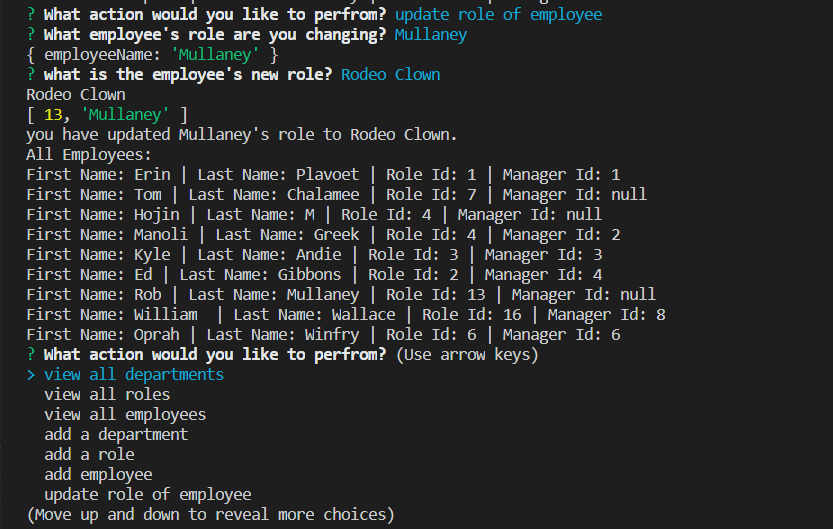 ? What action would you like to perfrom? update role of employee
? What employee's role are you changing? Mullaney
{ employeeName: 'Mullaney' }
? what is the employee's new role? Rodeo Clown
Rodeo Clown
[ 13, 'Mullaney' ]
you have updated Mullaney's role to Rodeo Clown.
All Employees:
First Name: Erin | Last Name: Plavoet | Role Id: 1 | Manager Id: 1
First Name: Tom | Last Name: Chalamee | Role Id: 7 | Manager Id: null
First Name: Hojin | Last Name: M | Role Id: 4 | Manager Id: null
First Name: Manoli | Last Name: Greek | Role Id: 4 | Manager Id: 2
First Name: Kyle | Last Name: Andie | Role Id: 3 | Manager Id: 3
First Name: Ed | Last Name: Gibbons | Role Id: 2 | Manager Id: 4
First Name: Rob | Last Name: Mullaney | Role Id: 13 | Manager Id: null
First Name: William  | Last Name: Wallace | Role Id: 16 | Manager Id: 8
First Name: Oprah | Last Name: Winfry | Role Id: 6 | Manager Id: 6
? What action would you like to perfrom? (Use arrow keys)
> view all departments
  view all roles
  view all employees
  add a department
  add a role
  add employee
  update role of employee
(Move up and down to reveal more choices)